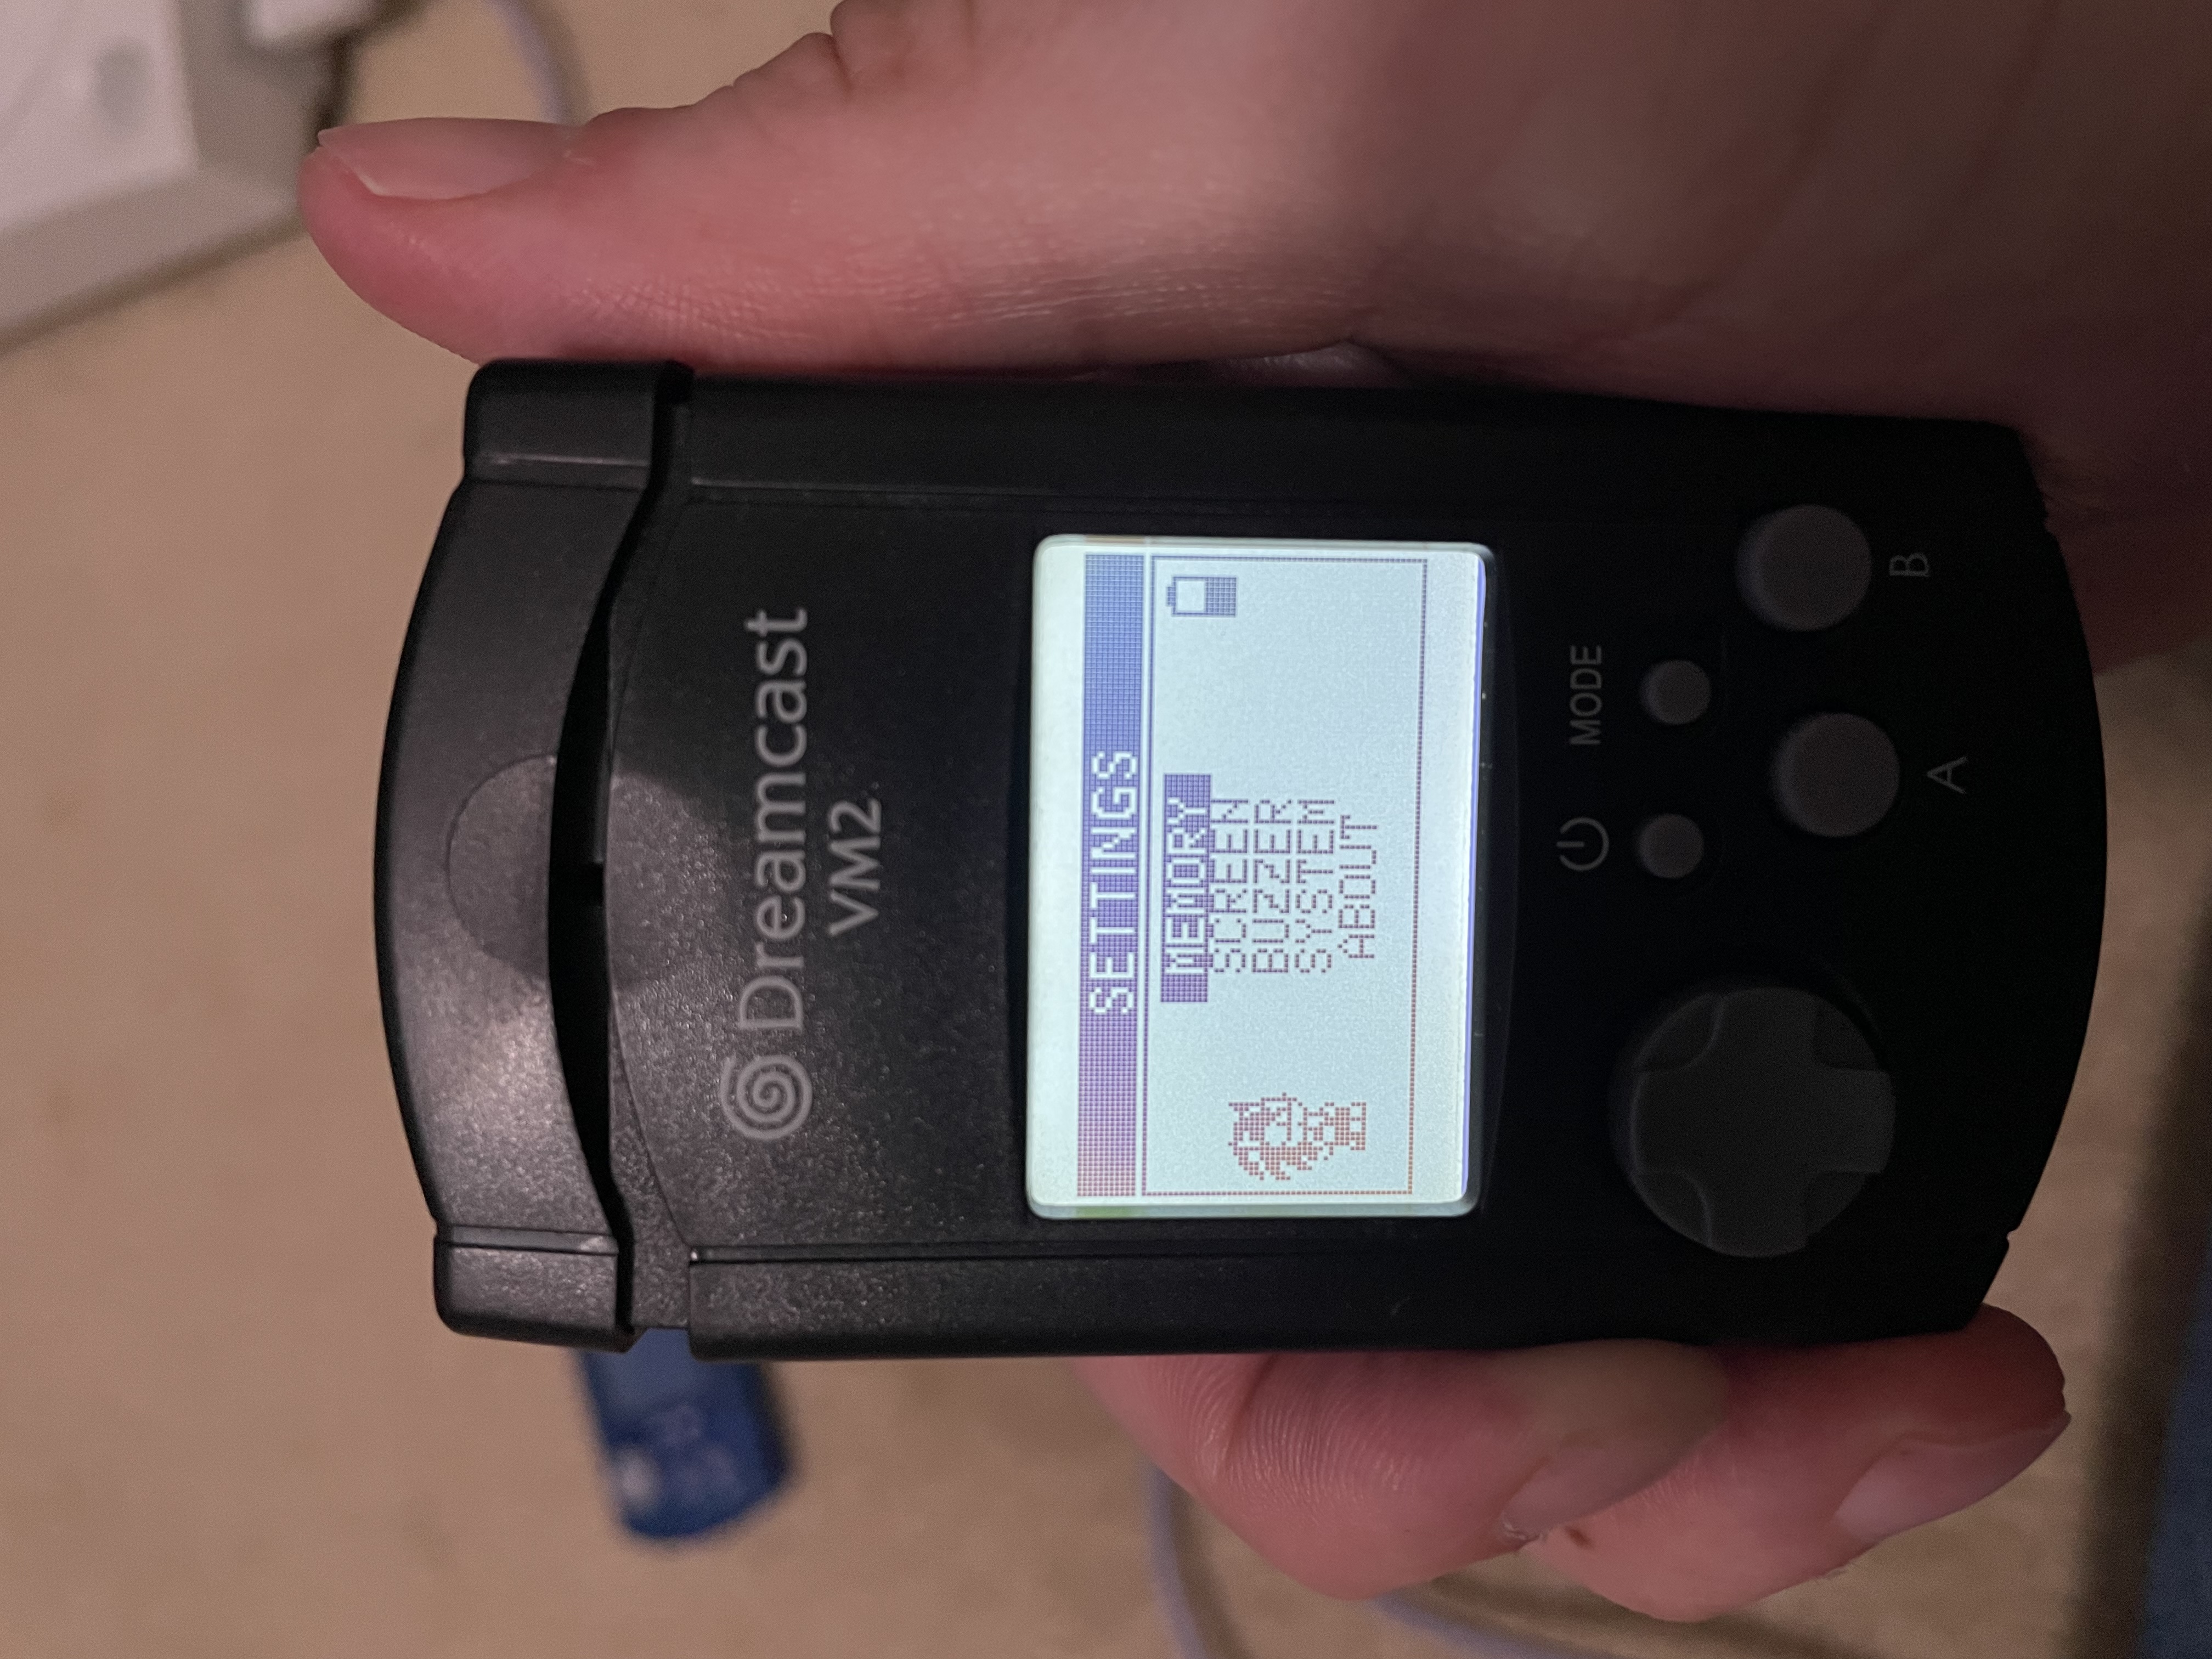 Dreamcast
VM2
SETTINGS
MEMORY
SCREEN
BUZZER
SYSTEM
ABOUT
MODE
A
B